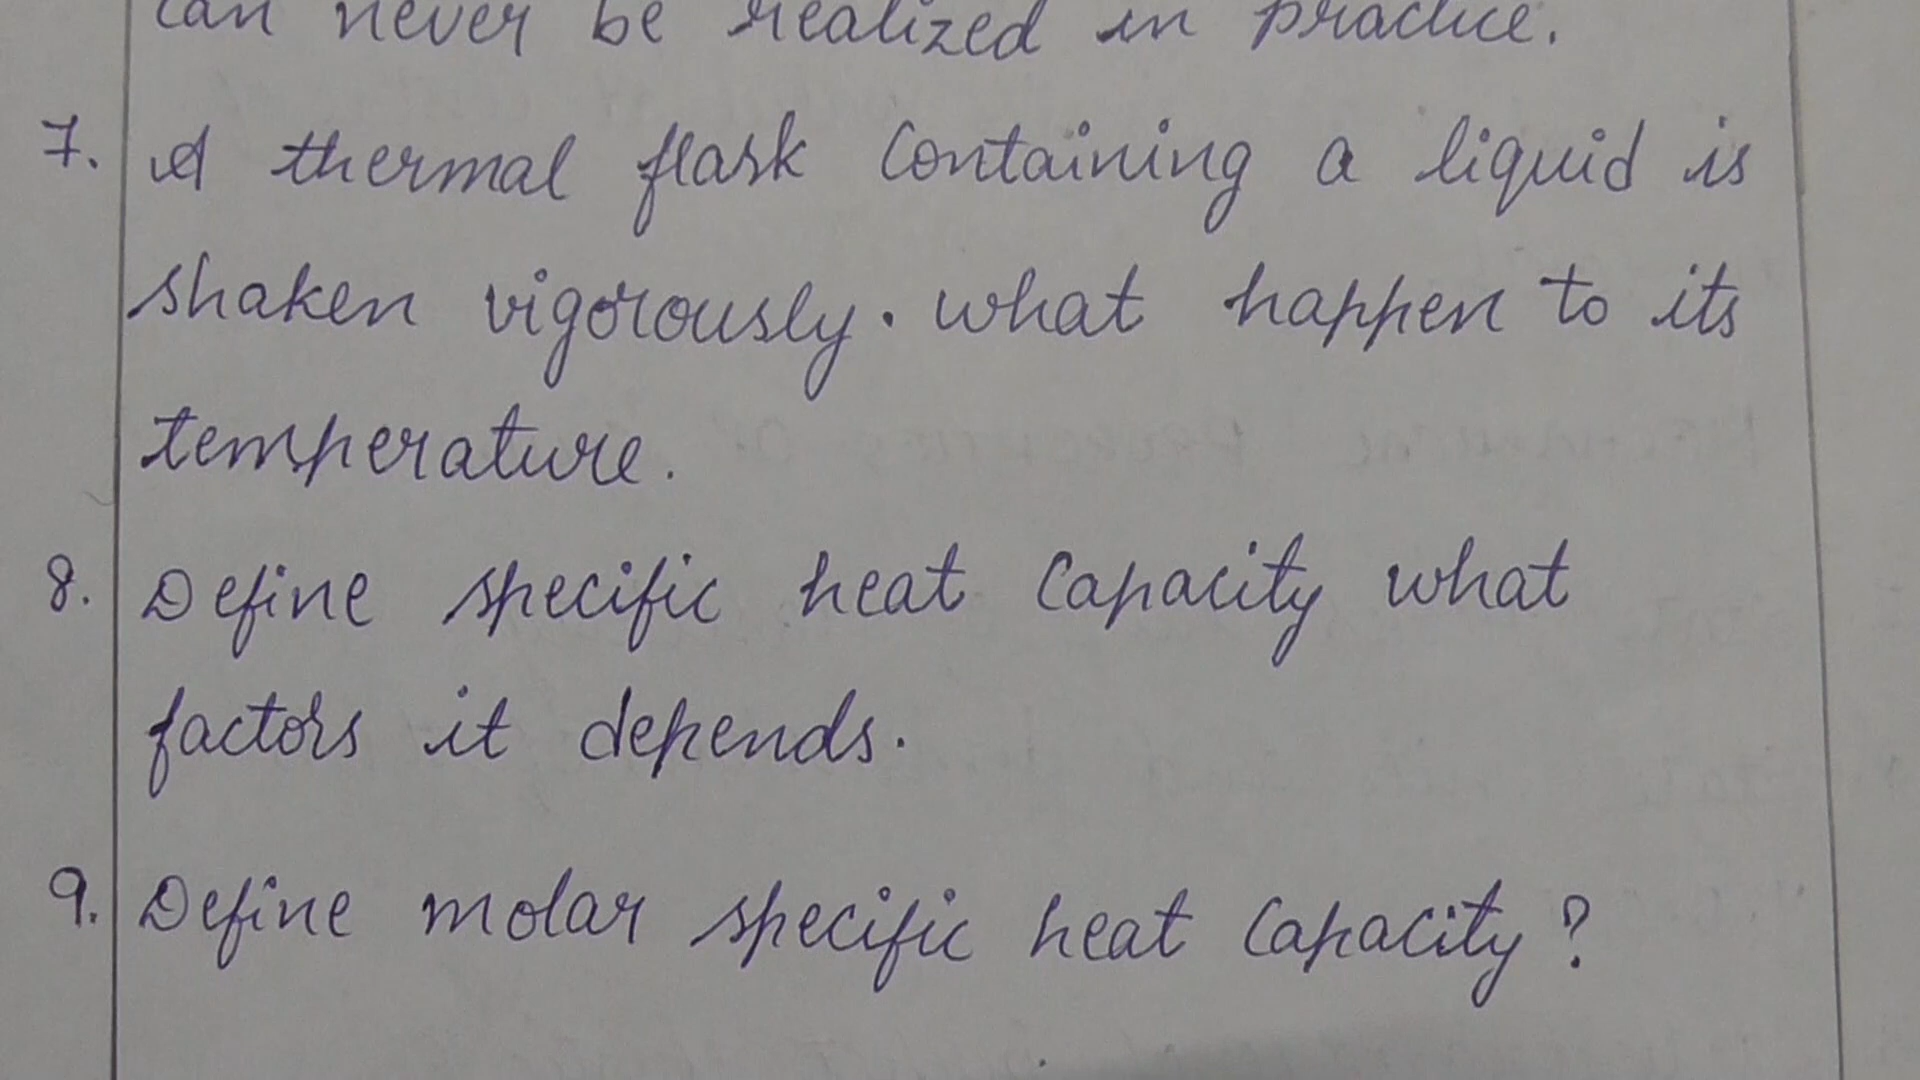 can never be realized in practice.
7. A thermal flask Containing a liquid is
shaken vigorously. what happen to its
temperature.
8. Define specific heat Capacity what
factors it depends.
9. Define molar specific heat Capacity?